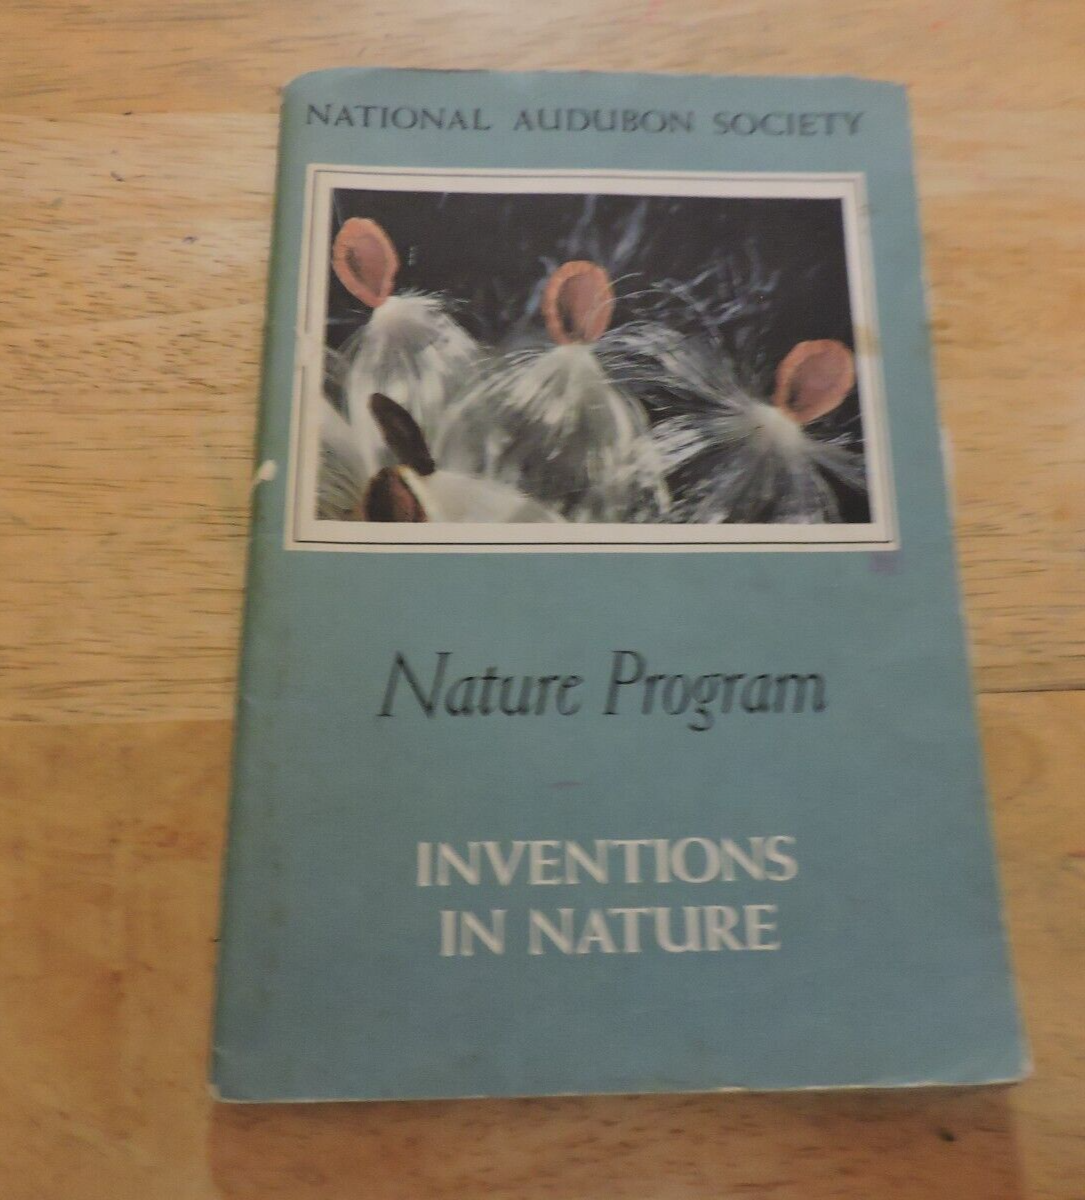 NATIONAL AUDUBON SOCIETY
Nature Program
INVENTIONS
IN NATURE